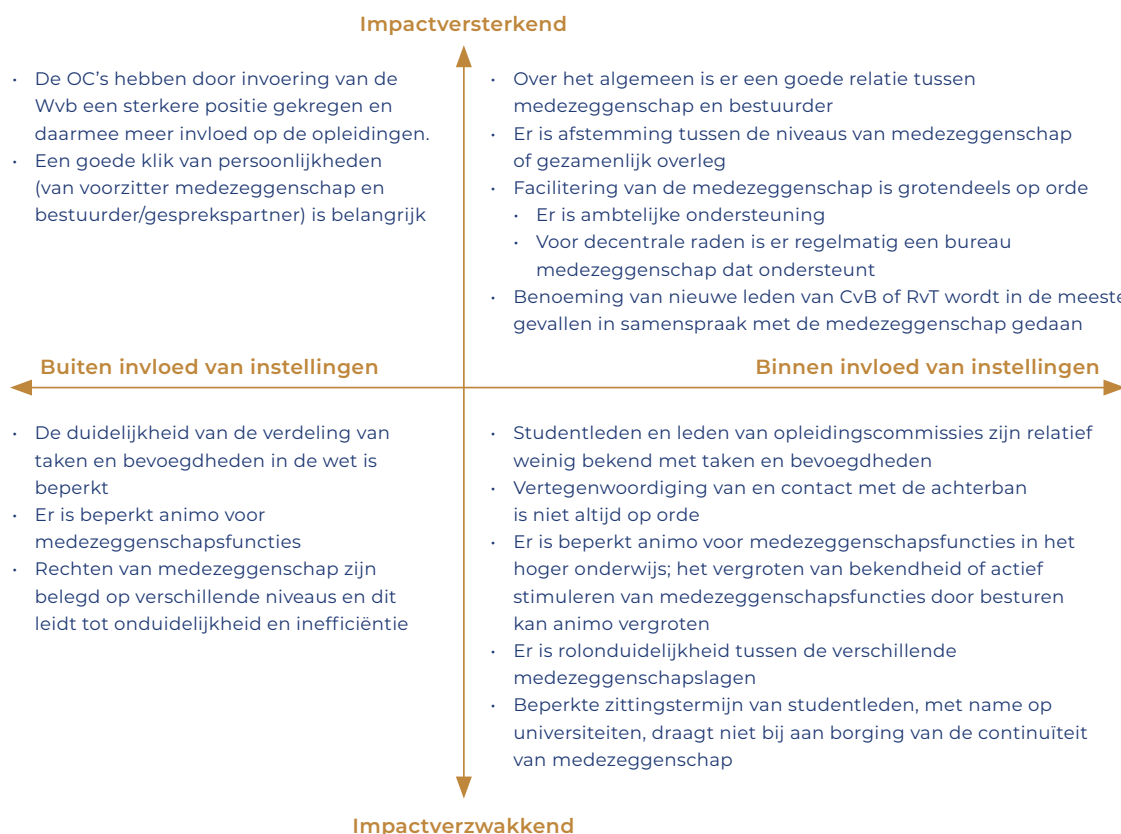 Impactversterkend
• De OC's hebben door invoering van de
Wvb een sterkere positie gekregen en
daarmee meer invloed op de opleidingen.
• Een goede klik van persoonlijkheden
(van voorzitter medezeggenschap en
bestuurder/gesprekspartner) is belangrijk
• Over het algemeen is er een goede relatie tussen
medezeggenschap en bestuurder
• Er is afstemming tussen de niveaus van medezeggenschap
of gezamenlijk overleg
• Facilitering van de medezeggenschap is grotendeels op orde
• Er is ambtelijke ondersteuning
• Voor decentrale raden is er regelmatig een bureau
medezeggenschap dat ondersteunt
• Benoeming van nieuwe leden van CvB of RvT wordt in de meeste
gevallen in samenspraak met de medezeggenschap gedaan
Buiten invloed van instellingen
Binnen invloed van instellingen
• De duidelijkheid van de verdeling van
taken en bevoegdheden in de wet is
beperkt
• Er is beperkt animo voor
medezeggenschapsfuncties
• Rechten van medezeggenschap zijn
belegd op verschillende niveaus en dit
leidt tot onduidelijkheid en inefficiëntie
• Studentleden en leden van opleidingscommissies zijn relatief
weinig bekend met taken en bevoegdheden
• Vertegenwoordiging van en contact met de achterban
is niet altijd op orde
• Er is beperkt animo voor medezeggenschapsfuncties in het
hoger onderwijs; het vergroten van bekendheid of actief
stimuleren van medezeggenschapsfuncties door besturen
kan animo vergroten
• Er is rolonduidelijkheid tussen de verschillende
medezeggenschapslagen
• Beperkte zittingstermijn van studentleden, met name op
universiteiten, draagt niet bij aan borging van de continuïteit
van medezeggenschap
Impactverzwakkend